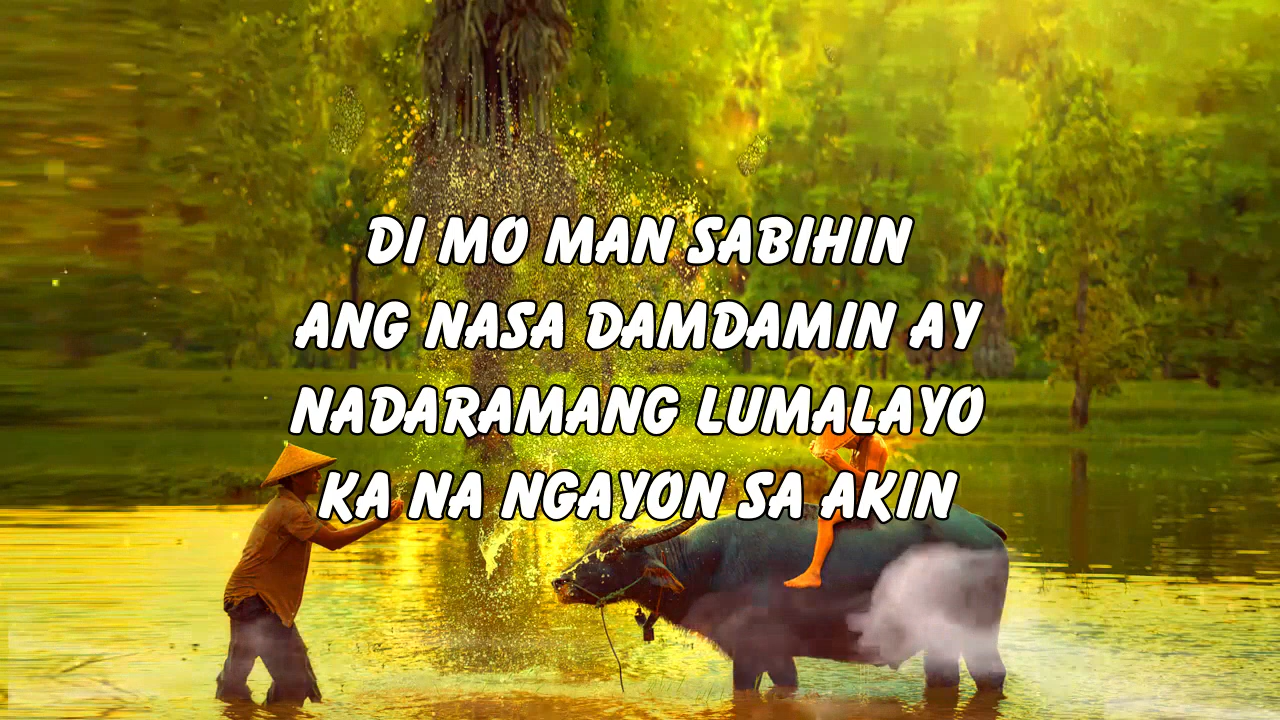 DI MO MAN SABIHIN
ANG NASA DAMDAMIN AY
NADARAMANG LUMALAYO
KA NA NGAYON SA AKIN